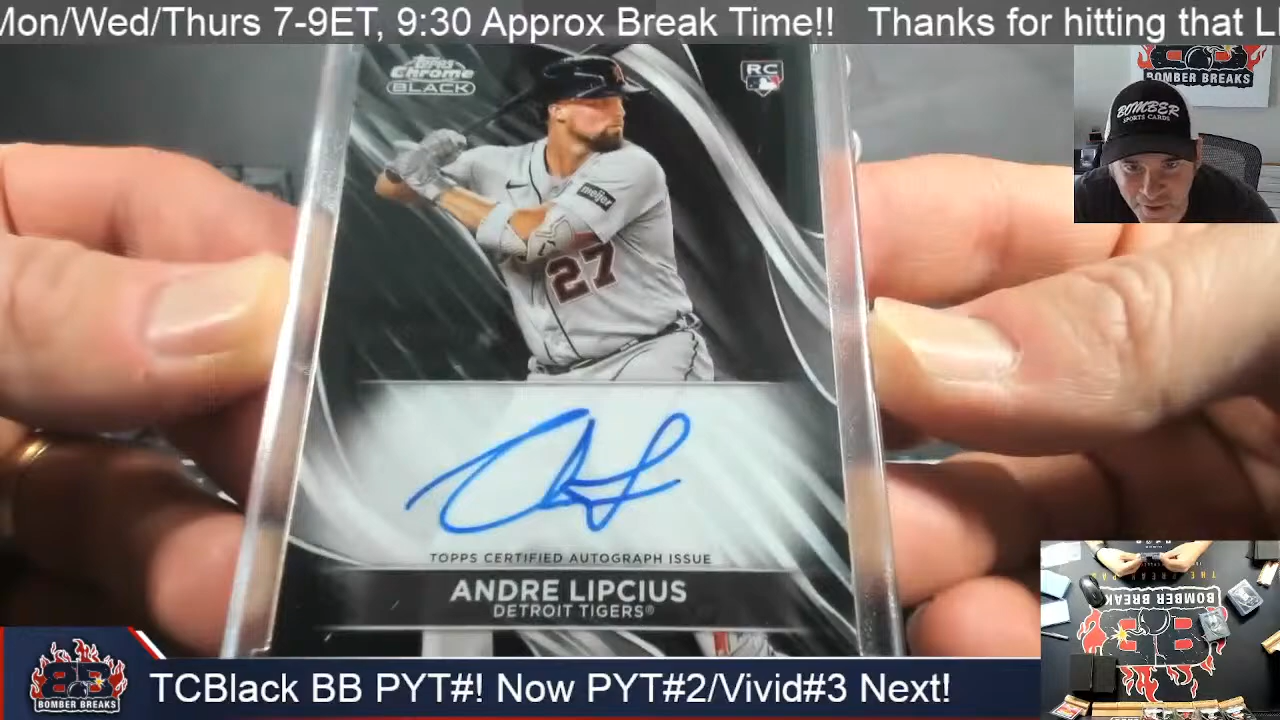 Mon/Wed/Thurs 7-9ET, 9:30 Approx Break Time!! Thanks for hitting that LI
BOMBER BREAKS
BOMBER
SPORTS CARDS
Topps
Chrome
BLACK
RC
meijer
27
TOPPS CERTIFIED AUTOGRAPH ISSUE
ANDRE LIPCIUS
DETROIT TIGERS®
BOMBER BREAK
BOMBER BREAKS
TCBlack BB PYT#! Now PYT#2/Vivid#3 Next!